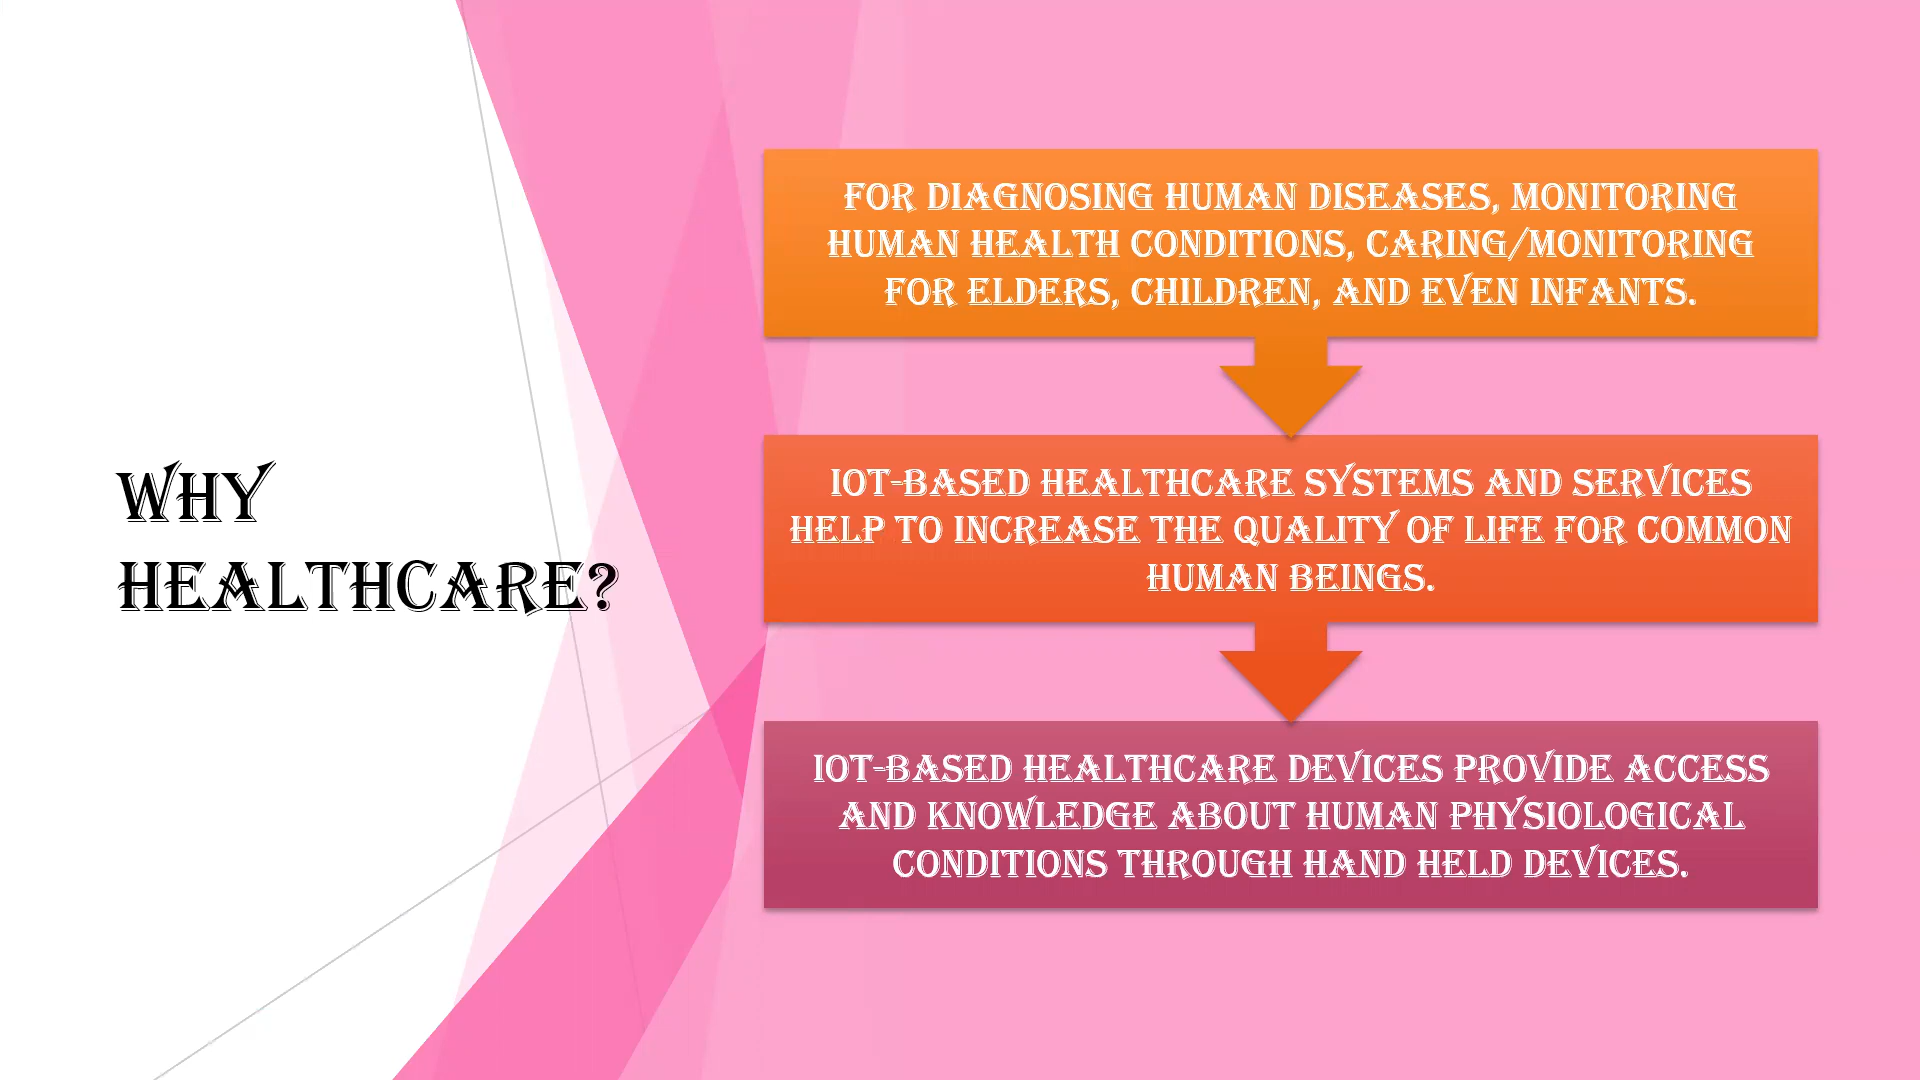 WHY
HEALTHCARE?
FOR DIAGNOSING HUMAN DISEASES, MONITORING
HUMAN HEALTH CONDITIONS, CARING/MONITORING
FOR ELDERS, CHILDREN, AND EVEN INFANTS.
IOT-BASED HEALTHCARE SYSTEMS AND SERVICES
HELP TO INCREASE THE QUALITY OF LIFE FOR COMMON
HUMAN BEINGS.
IOT-BASED HEALTHCARE DEVICES PROVIDE ACCESS
AND KNOWLEDGE ABOUT HUMAN PHYSIOLOGICAL
CONDITIONS THROUGH HAND HELD DEVICES.